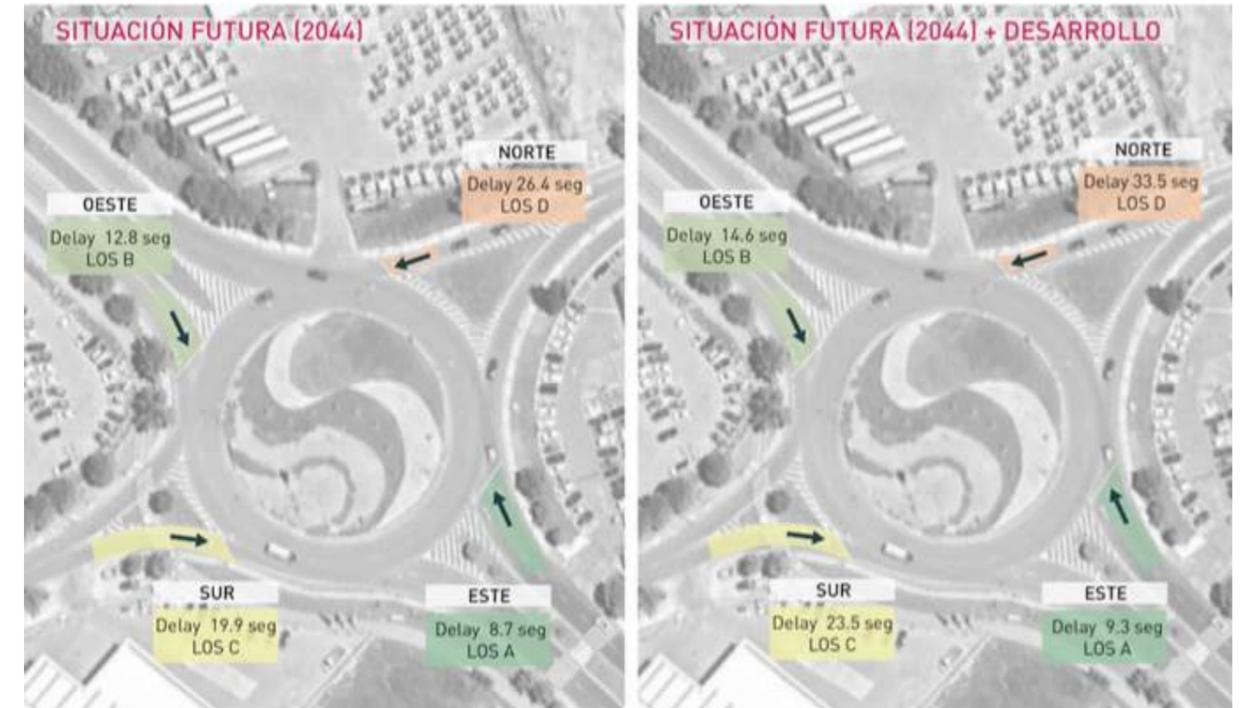 SITUACIÓN FUTURA (2044)
NORTE
Delay 26.4 seg
LOS D
OESTE
Delay 12.8 seg
LOS B
SUR
Delay 19.9 seg
LOS C
ESTE
Delay 8.7 seg
LOS A
SITUACIÓN FUTURA (2044) + DESARROLLO
NORTE
Delay 33.5 seg
LOS D
OESTE
Delay 14.6 seg
LOS B
SUR
Delay 23.5 seg
LOS C
ESTE
Delay 9.3 seg
LOS A